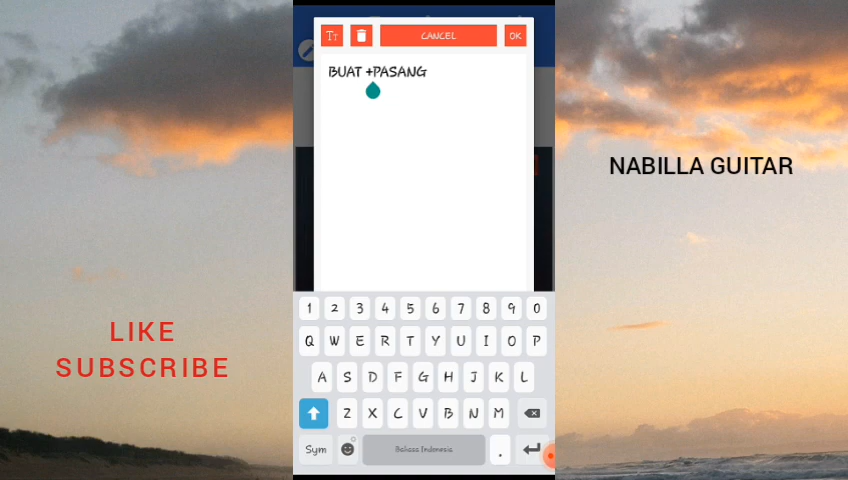 TT CANCEL OK
BUAT +PASANG
NABILLA GUITAR
LIKE
SUBSCRIBE
1 2 3 4 5 6 7 8 9 0
Q W E R T Y U I O P
A S D F G H J K L
Z X C V B N M
Sym Bahasa Indonesia .